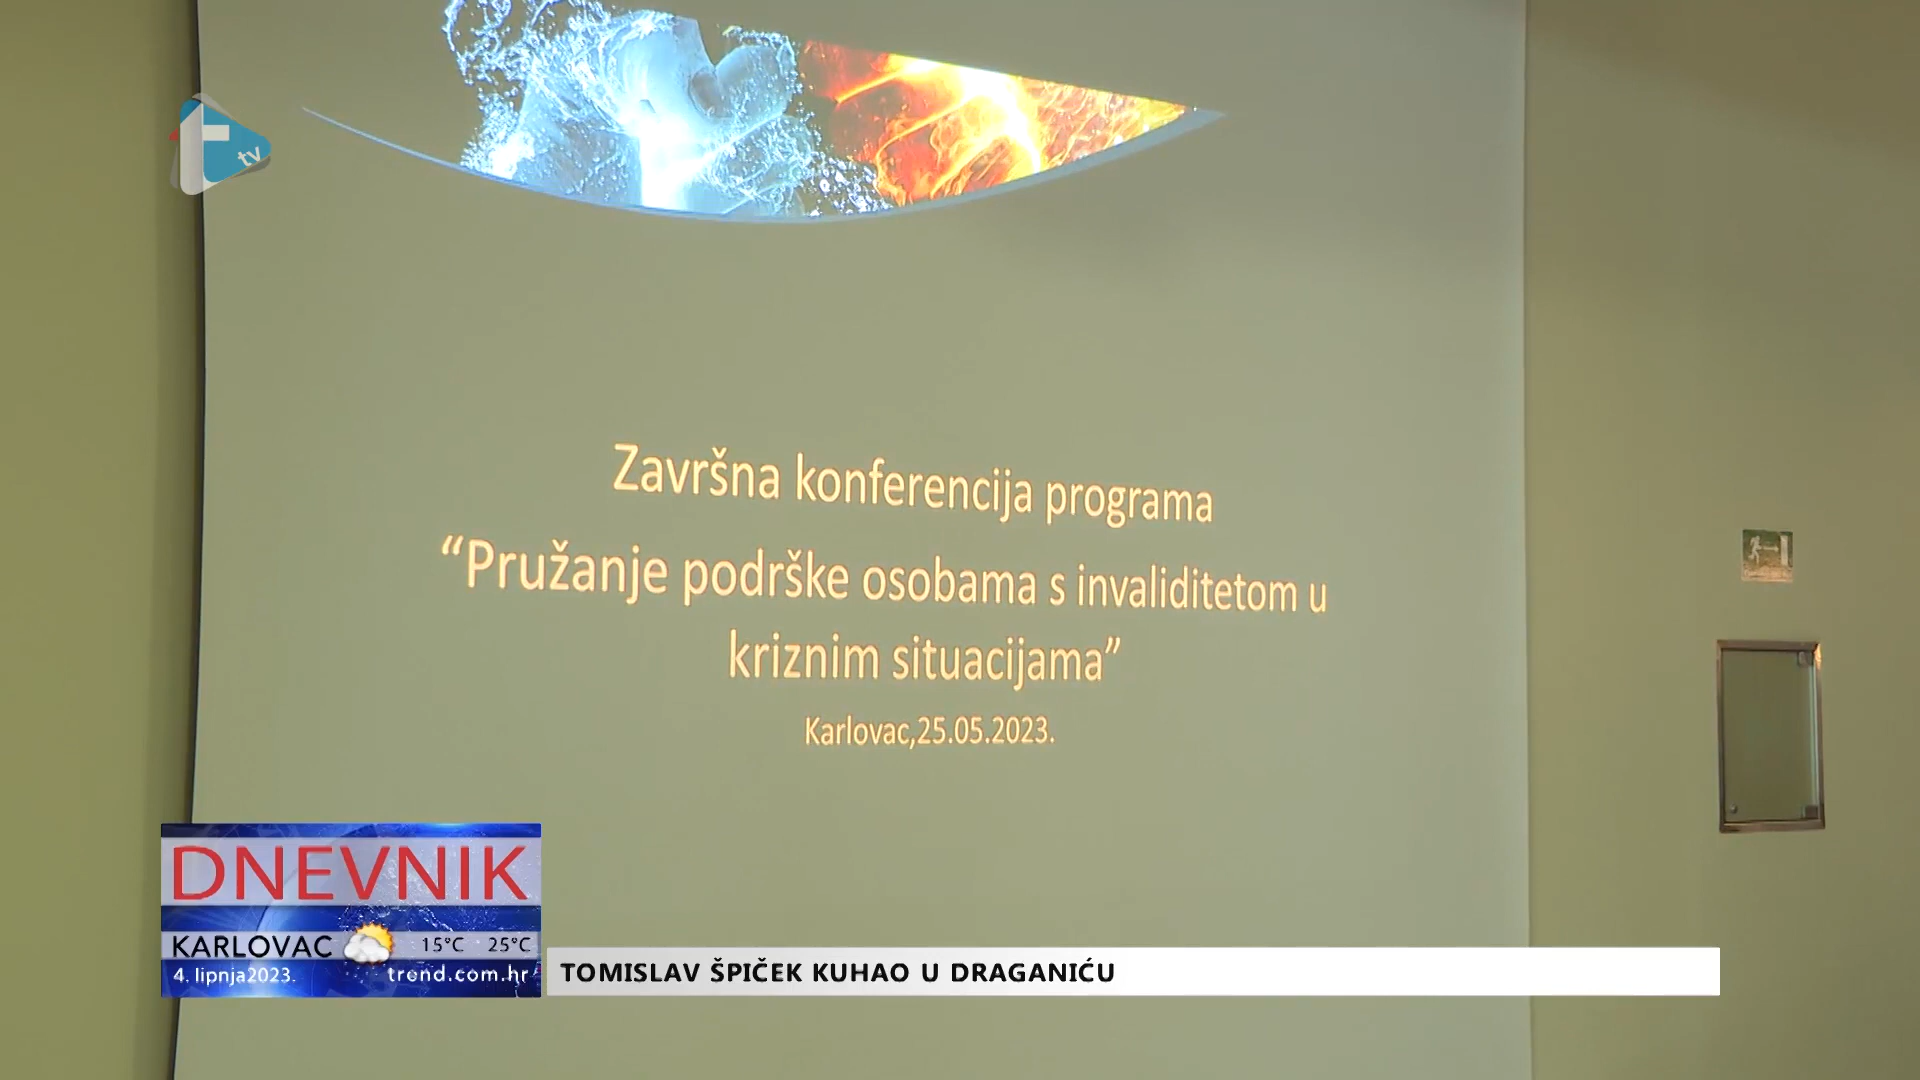 tv
Završna konferencija programa
“Pružanje podrške osobama s invaliditetom u
kriznim situacijama”
Karlovac,25.05.2023.
DNEVNIK
KARLOVAC 15°C 25°C
4. lipnja2023. trend.com.hr
TOMISLAV ŠPIČEK KUHAO U DRAGANIĆU